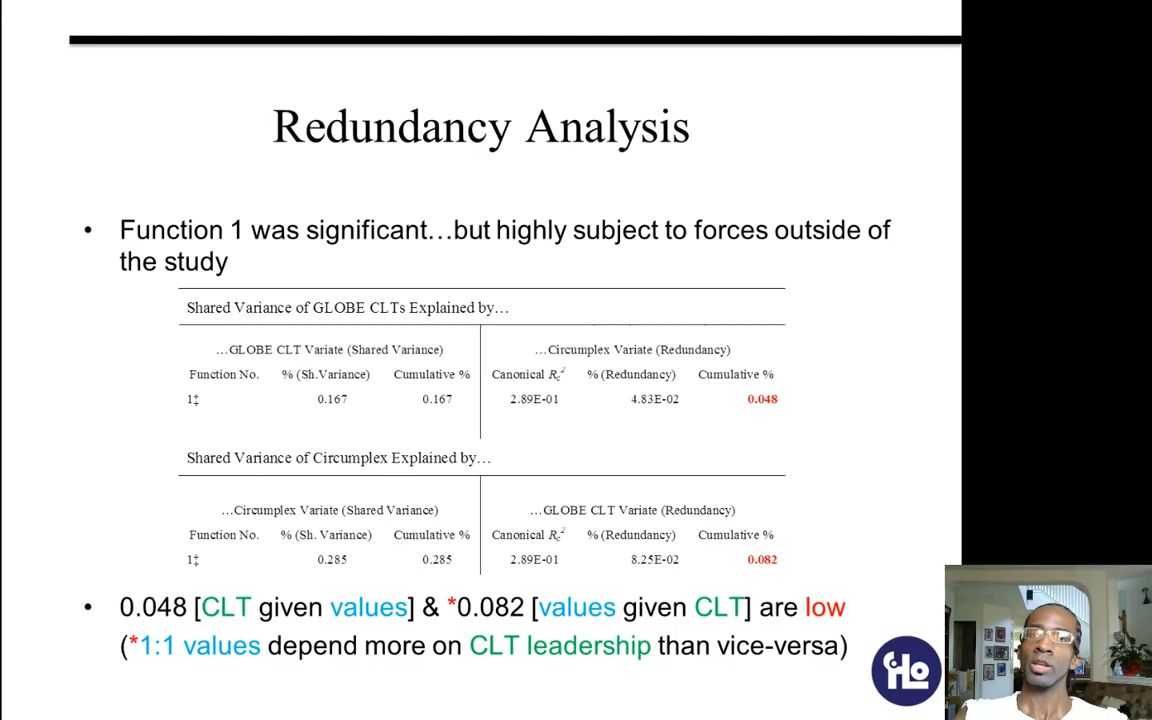 Redundancy Analysis
• Function 1 was significant…but highly subject to forces outside of
the study
Shared Variance of GLOBE CLTs Explained by…
…GLOBE CLT Variate (Shared Variance) …Circumplex Variate (Redundancy)
Function No. % (Sh.Variance) Cumulative % Canonical Rc² % (Redundancy) Cumulative %
1‡ 0.167 0.167 2.89E-01 4.83E-02 0.048
Shared Variance of Circumplex Explained by…
…Circumplex Variate (Shared Variance) …GLOBE CLT Variate (Redundancy)
Function No. % (Sh. Variance) Cumulative % Canonical Rc² % (Redundancy) Cumulative %
1‡ 0.285 0.285 2.89E-01 8.25E-02 0.082
• 0.048 [CLT given values] & *0.082 [values given CLT] are low
(*1:1 values depend more on CLT leadership than vice-versa)